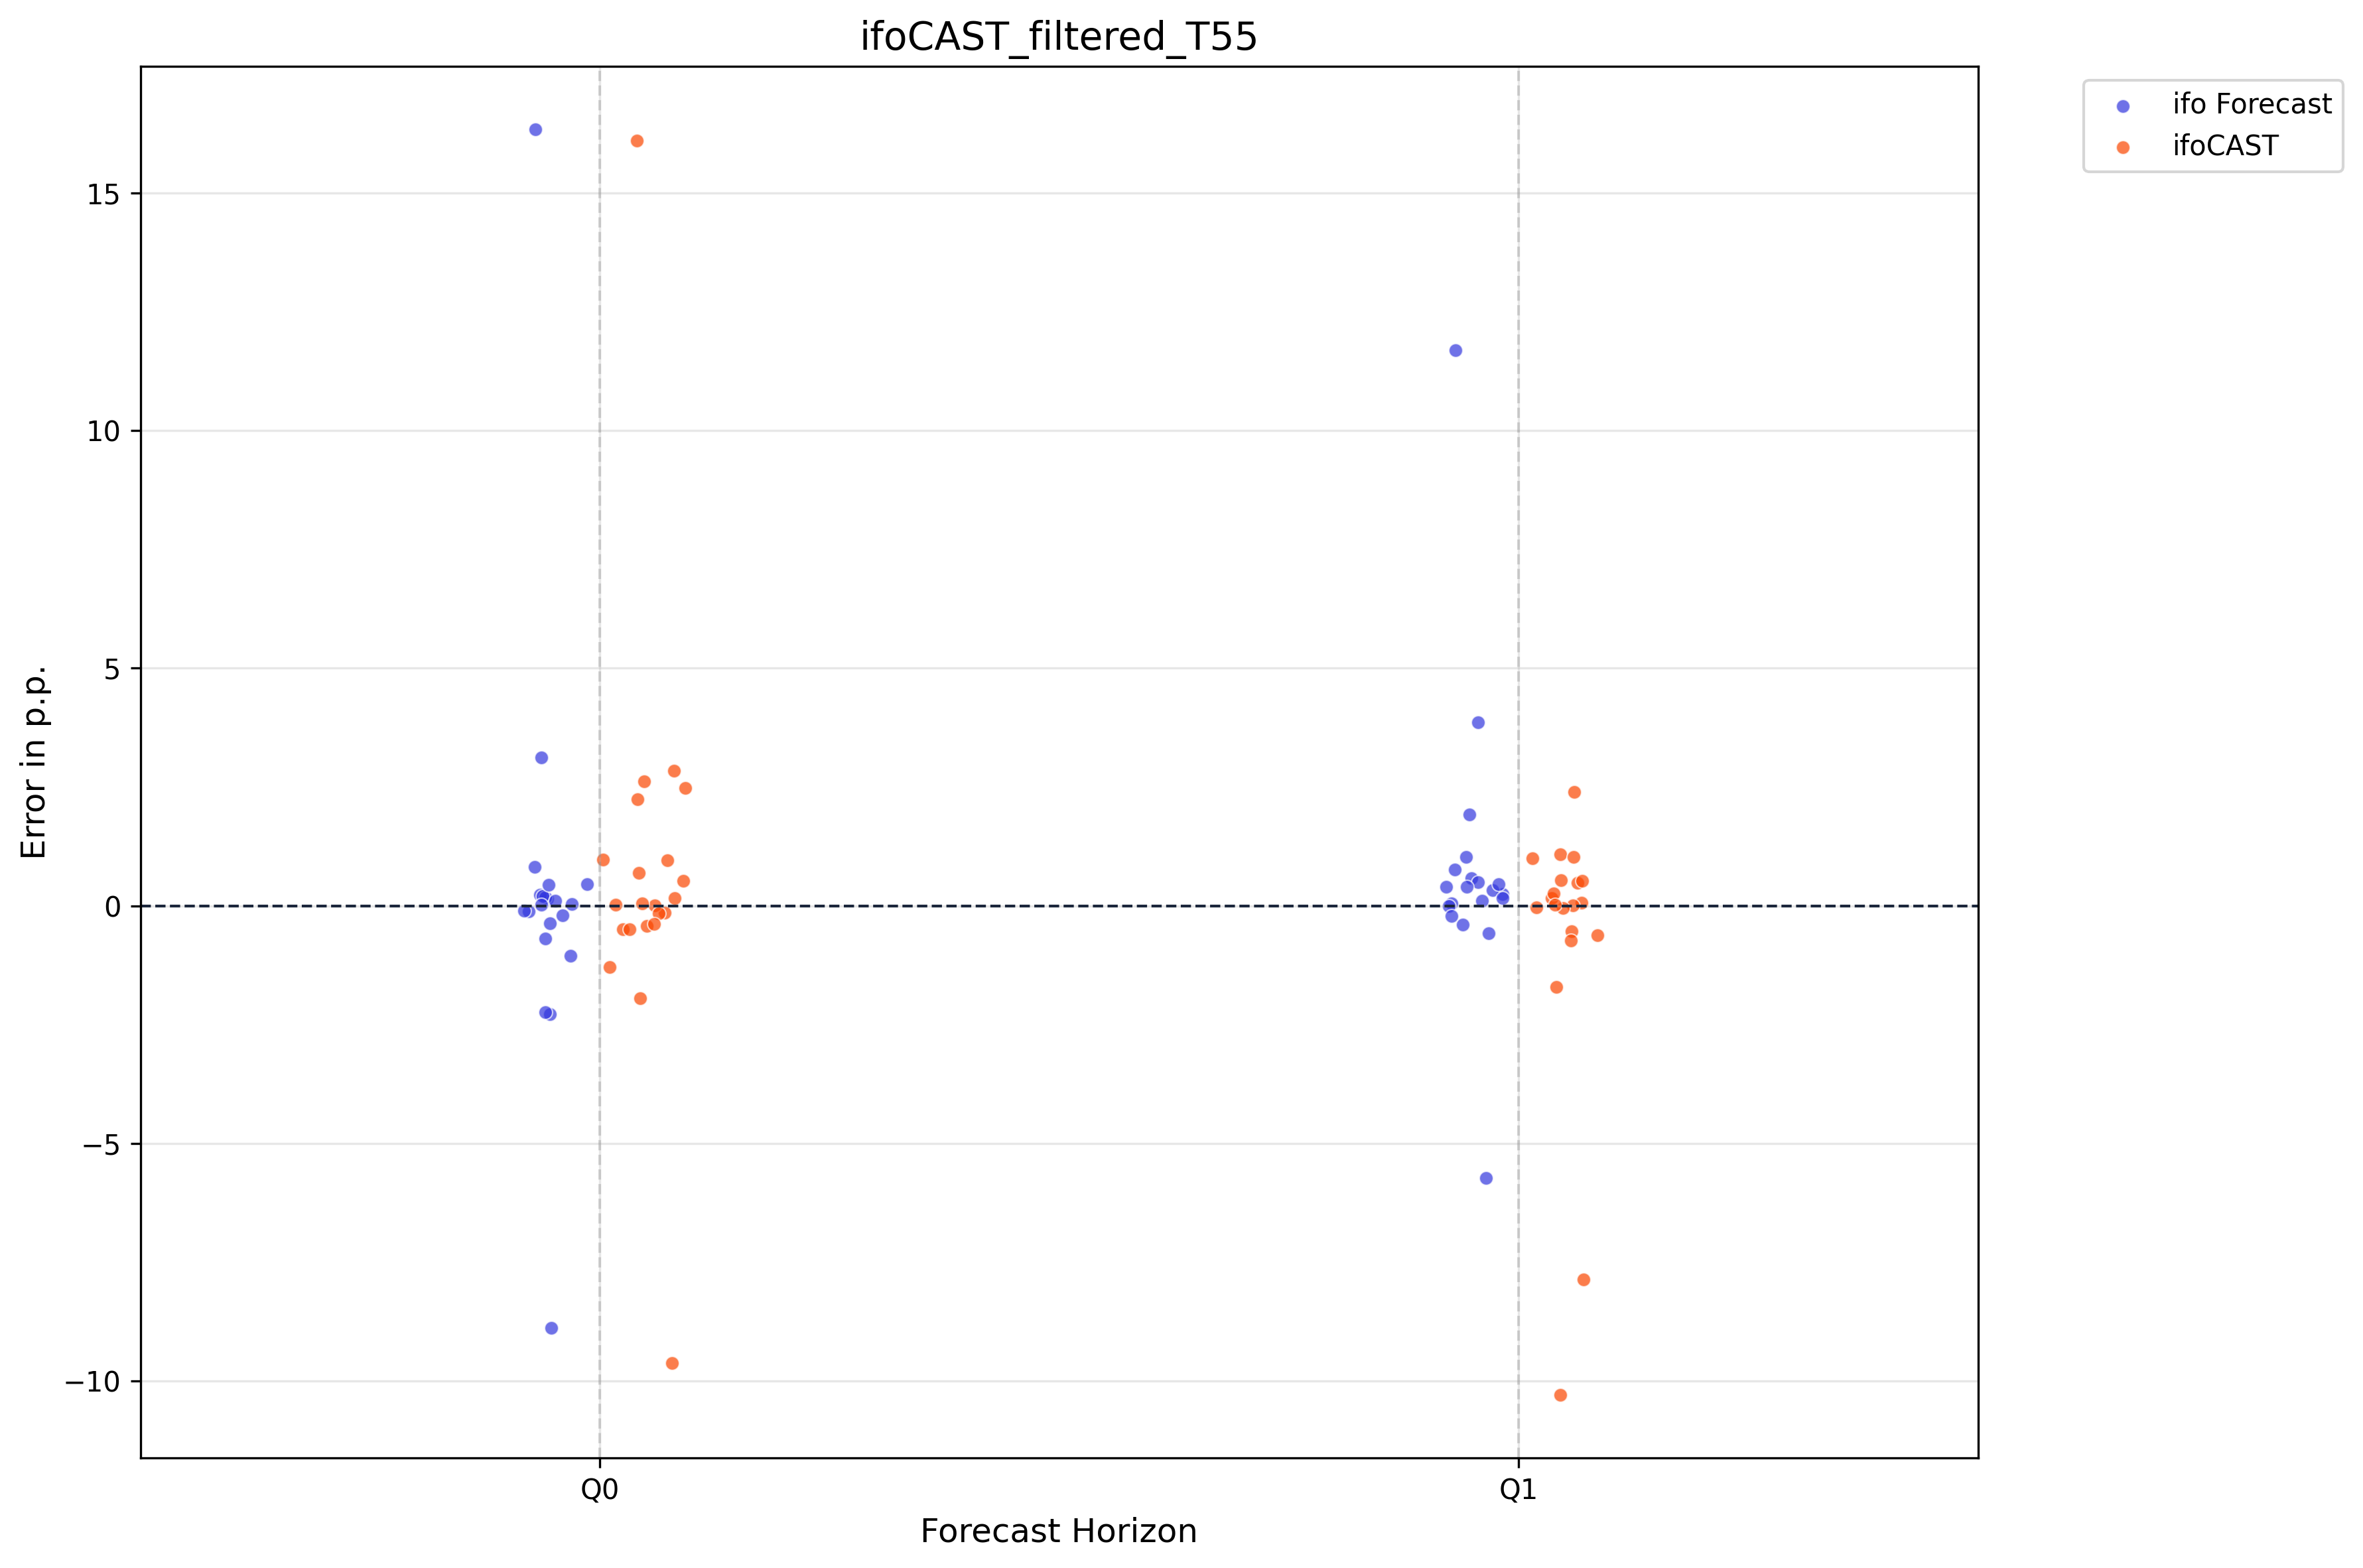 ifoCAST_filtered_T55
ifo Forecast
ifoCAST
15
10
5
0
−5
−10
Error in p.p.
Q0
Q1
Forecast Horizon